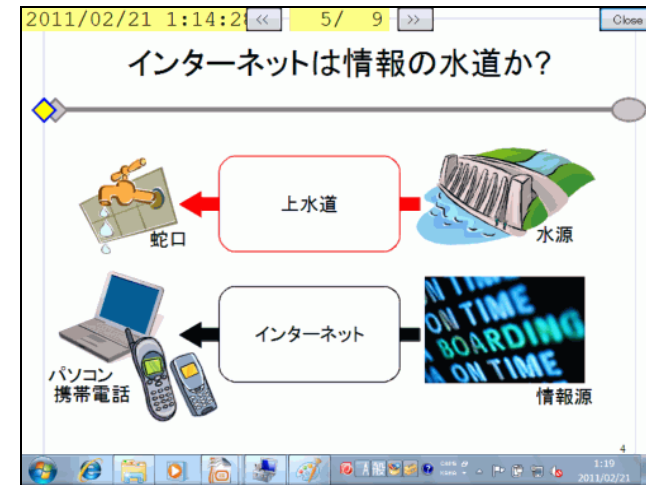 2011/02/21 1:14:28 << 5/ 9 >> Close
インターネットは情報の水道か?
上水道
蛇口
水源
インターネット
パソコン
携帯電話
情報源
ON TIME
ON TIME
BOARDING
ON TIME
4
1:19
2011/02/21